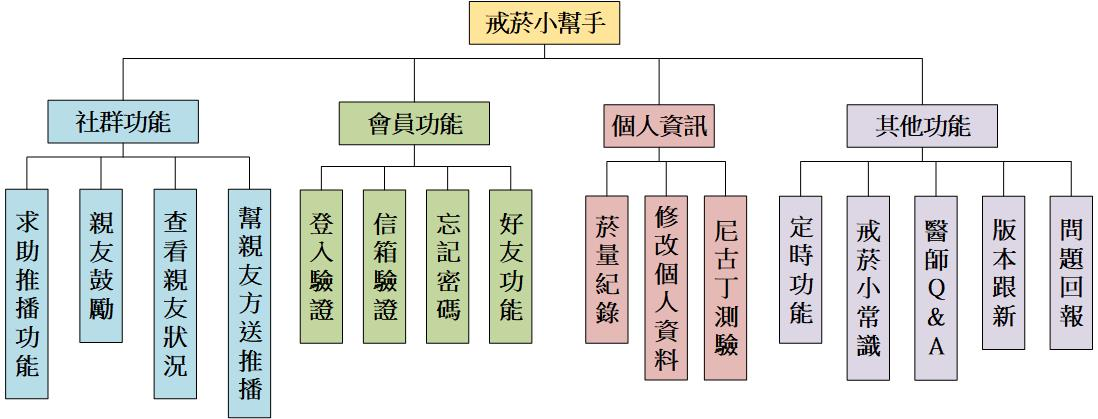 戒菸小幫手
社群功能
會員功能
個人資訊
其他功能
求助推播功能
親友鼓勵
查看親友狀況
幫親友方送推播
登入驗證
信箱驗證
忘記密碼
好友功能
菸量紀錄
修改個人資料
尼古丁測驗
定時功能
戒菸小常識
醫師Q&A
版本跟新
問題回報